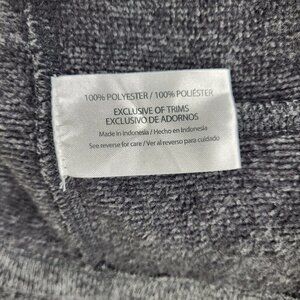 100% POLYESTER / 100% POLIÉSTER
EXCLUSIVE OF TRIMS
EXCLUSIVO DE ADORNOS
Made in Indonesia / Hecho en Indonesia
See reverse for care / Ver al reverso para cuidado